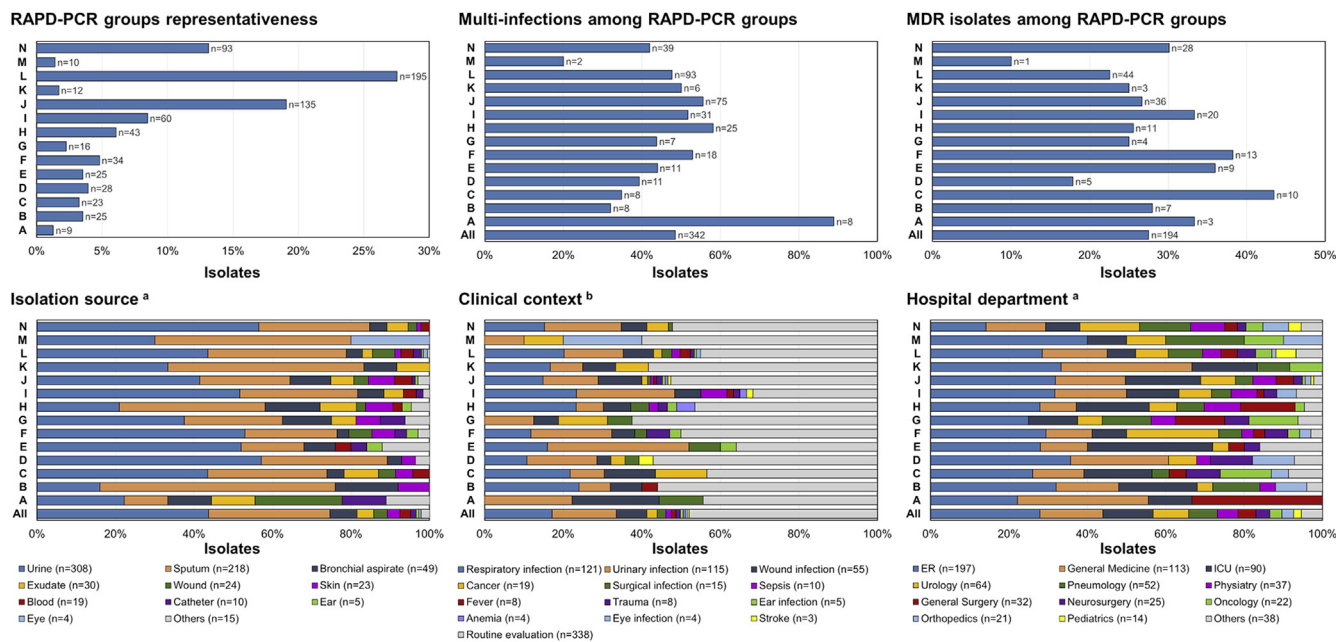 RAPD-PCR groups representativeness
N n=93
M n=10
L n=195
K n=12
J n=135
I n=60
H n=43
G n=16
F n=34
E n=25
D n=28
C n=23
B n=25
A n=9
0% 5% 10% 15% 20% 25% 30%
Isolates
Multi-infections among RAPD-PCR groups
N n=39
M n=2
L n=93
K n=6
J n=75
I n=31
H n=25
G n=7
F n=18
E n=11
D n=11
C n=8
B n=8
A n=8
All n=342
0% 20% 40% 60% 80% 100%
Isolates
MDR isolates among RAPD-PCR groups
N n=28
M n=1
L n=44
K n=3
J n=36
I n=20
H n=11
G n=4
F n=13
E n=9
D n=5
C n=10
B n=7
A n=3
All n=194
0% 10% 20% 30% 40% 50%
Isolates
Isolation source a
N
M
L
K
J
I
H
G
F
E
D
C
B
A
All
0% 20% 40% 60% 80% 100%
Isolates
Urine (n=308) Sputum (n=218) Bronchial aspirate (n=49)
Exudate (n=30) Wound (n=24) Skin (n=23)
Blood (n=19) Catheter (n=10) Ear (n=5)
Eye (n=4) Others (n=15)
Clinical context b
N
M
L
K
J
I
H
G
F
E
D
C
B
A
All
0% 20% 40% 60% 80% 100%
Isolates
Respiratory infection (n=121) Urinary infection (n=115) Wound infection (n=55)
Cancer (n=19) Surgical infection (n=15) Sepsis (n=10)
Fever (n=8) Trauma (n=8) Ear infection (n=5)
Anemia (n=4) Eye infection (n=4) Stroke (n=3)
Routine evaluation (n=338)
Hospital department a
N
M
L
K
J
I
H
G
F
E
D
C
B
A
All
0% 20% 40% 60% 80% 100%
Isolates
ER (n=197) General Medicine (n=113) ICU (n=90)
Urology (n=64) Pneumology (n=52) Physiatry (n=37)
General Surgery (n=32) Neurosurgery (n=25) Oncology (n=22)
Orthopedics (n=21) Pediatrics (n=14) Others (n=38)